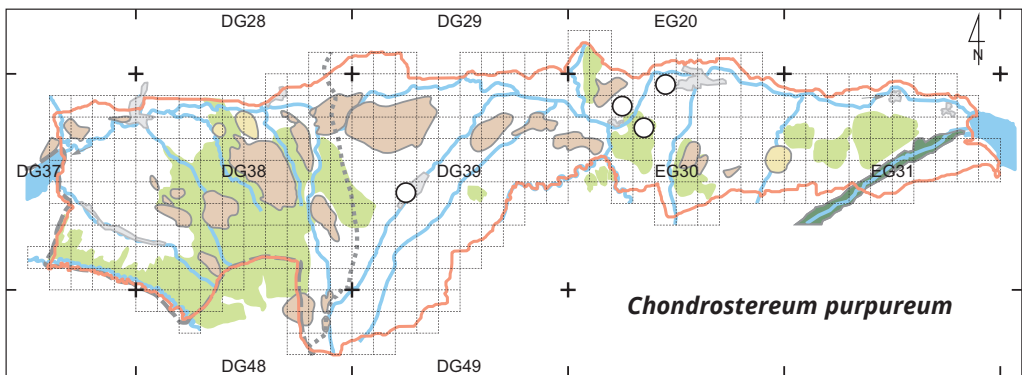 DG28 DG29 EG20
N
DG37 DG38 DG39 EG30 EG31
Chondrostereum purpureum
DG48 DG49